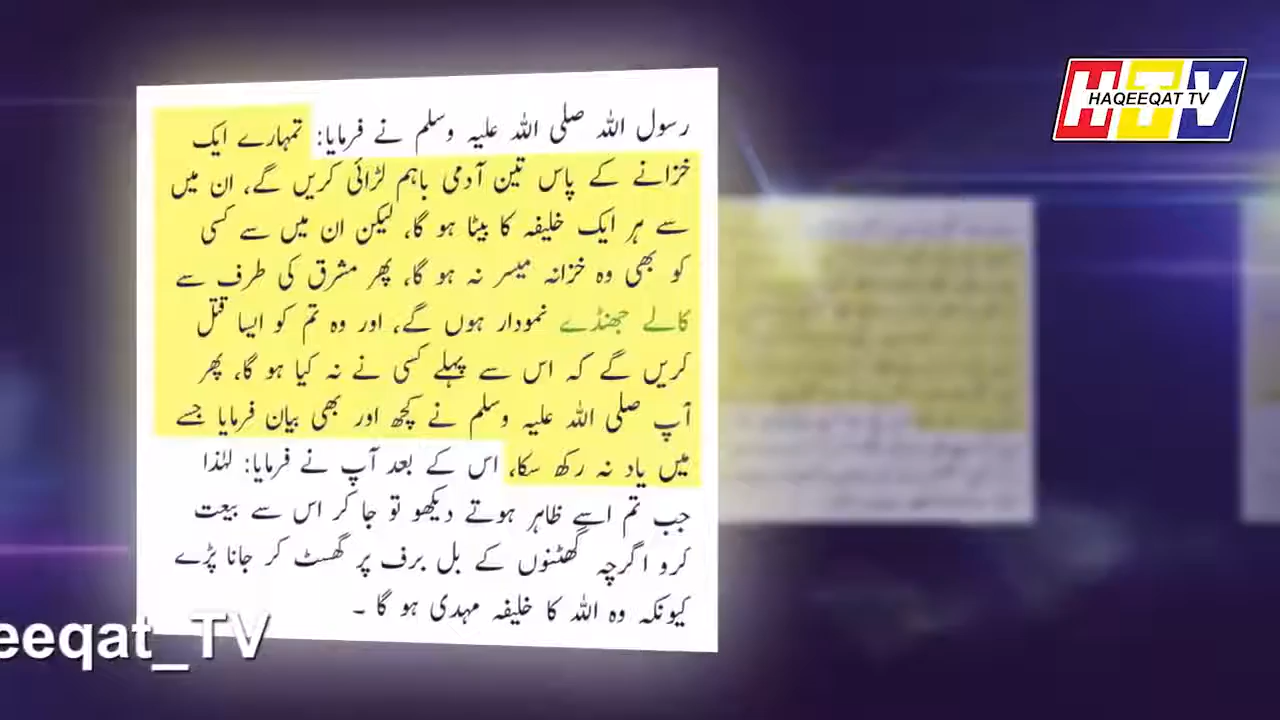 HTV
HAQEEQAT TV
رسول اللہ صلی اللہ علیہ وسلم نے فرمایا: تمہارے ایک
خزانے کے پاس تین آدمی باہم لڑائی کریں گے، ان میں
سے ہر ایک خلیفہ کا بیٹا ہو گا، لیکن ان میں سے کسی
کو بھی وہ خزانہ میسر نہ ہو گا، پھر مشرق کی طرف سے
کالے جھنڈے نمودار ہوں گے، اور وہ تم کو ایسا قتل
کریں گے کہ اس سے پہلے کسی نے نہ کیا ہو گا، پھر
آپ صلی اللہ علیہ وسلم نے کچھ اور بھی بیان فرمایا جسے
میں یاد نہ رکھ سکا، اس کے بعد آپ نے فرمایا: لہٰذا
جب تم اسے ظاہر ہوتے دیکھو تو جا کر اس سے بیعت
کرو اگرچہ گھٹنوں کے بل برف پر گھسٹ کر جانا پڑے
کیونکہ وہ اللہ کا خلیفہ مہدی ہو گا ۔
eeqat_TV